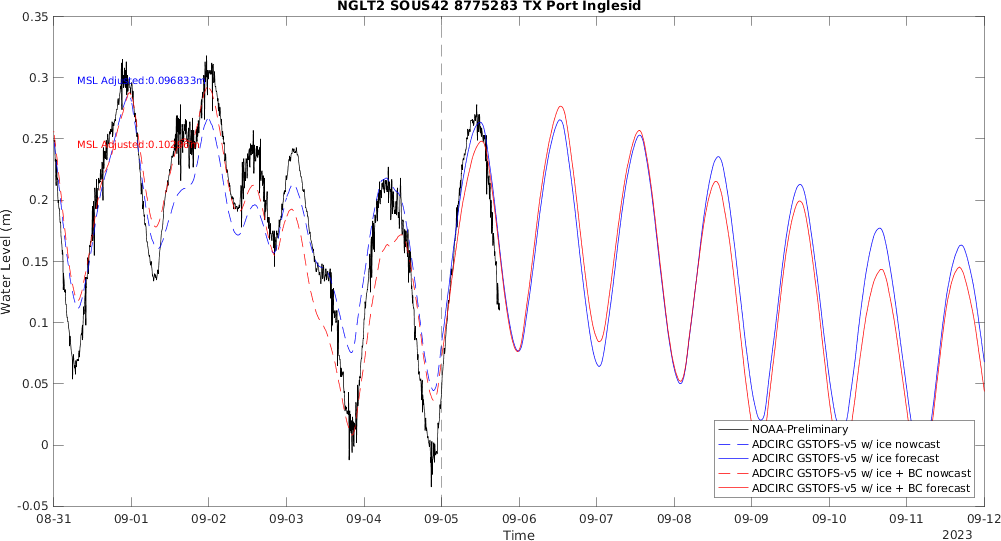 NGLT2 SOUS42 8775283 TX Port Inglesid
0.35
0.3
0.25
0.2
0.15
0.1
0.05
0
-0.05
Water Level (m)
MSL Adjusted:0.096833m
MSL
NOAA-Preliminary
ADCIRC GSTOFS-v5 w/ ice nowcast
ADCIRC GSTOFS-v5 w/ ice forecast
ADCIRC GSTOFS-v5 w/ ice + BC nowcast
ADCIRC GSTOFS-v5 w/ ice + BC forecast
08-31 09-01 09-02 09-03 09-04 09-05 09-06 09-07 09-08 09-09 09-10 09-11 09-12
Time
2023